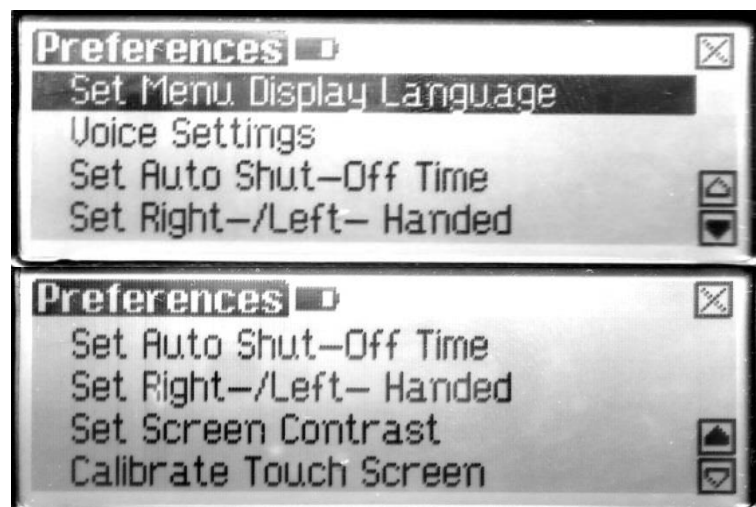 Preferences
Set Menu Display Language
Voice Settings
Set Auto Shut-Off Time
Set Right-/Left- Handed
Preferences
Set Auto Shut-Off Time
Set Right-/Left- Handed
Set Screen Contrast
Calibrate Touch Screen